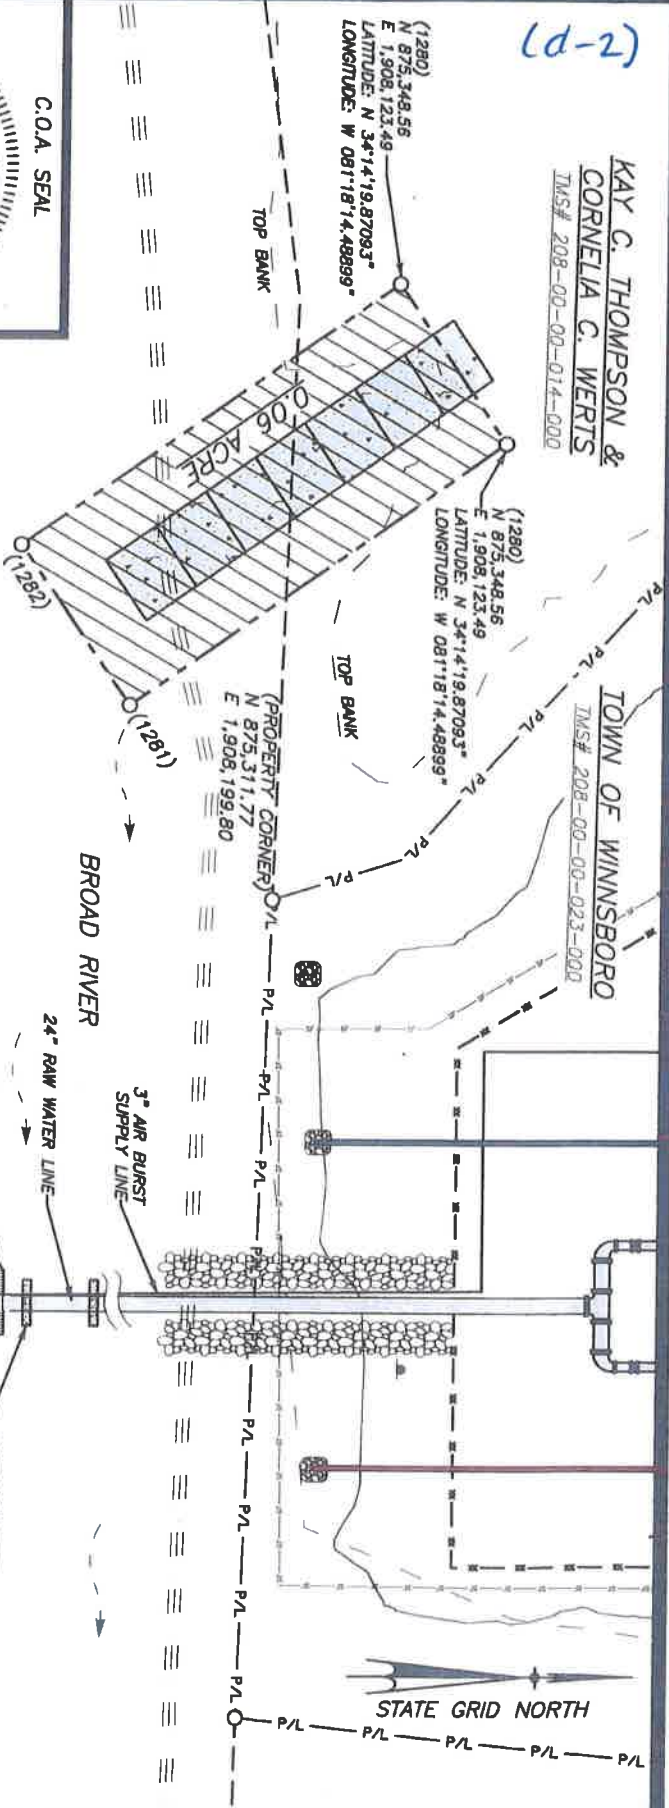 (d-2)
KAY C. THOMPSON &
CORNELIA C. WERTS
TMS# 208-00-00-014-000
(1280)
N 875,348.56
E 1,908,123.49
LATITUDE: N 34°14'19.87093"
LONGITUDE: W 081°18'14.48899"
(1280)
N 875,348.56
E 1,908,123.49
LATITUDE: N 34°14'19.87093"
LONGITUDE: W 081°18'14.48899"
TOP BANK
0.06 ACRE
C.O.A. SEAL
(1282)
(1281)
TOP BANK
TOWN OF WINNSBORO
TMS# 208-00-00-023-000
P/L
P/L
P/L
P/L
P/L
P/L
(PROPERTY CORNER)
N 875,311.77
E 1,908,199.80
P/L
P/L
P/L
P/L
P/L
BROAD RIVER
3" AIR BURST
SUPPLY LINE
24" RAW WATER LINE
P/L
P/L
P/L
P/L
P/L
P/L
P/L
P/L
P/L
STATE GRID NORTH